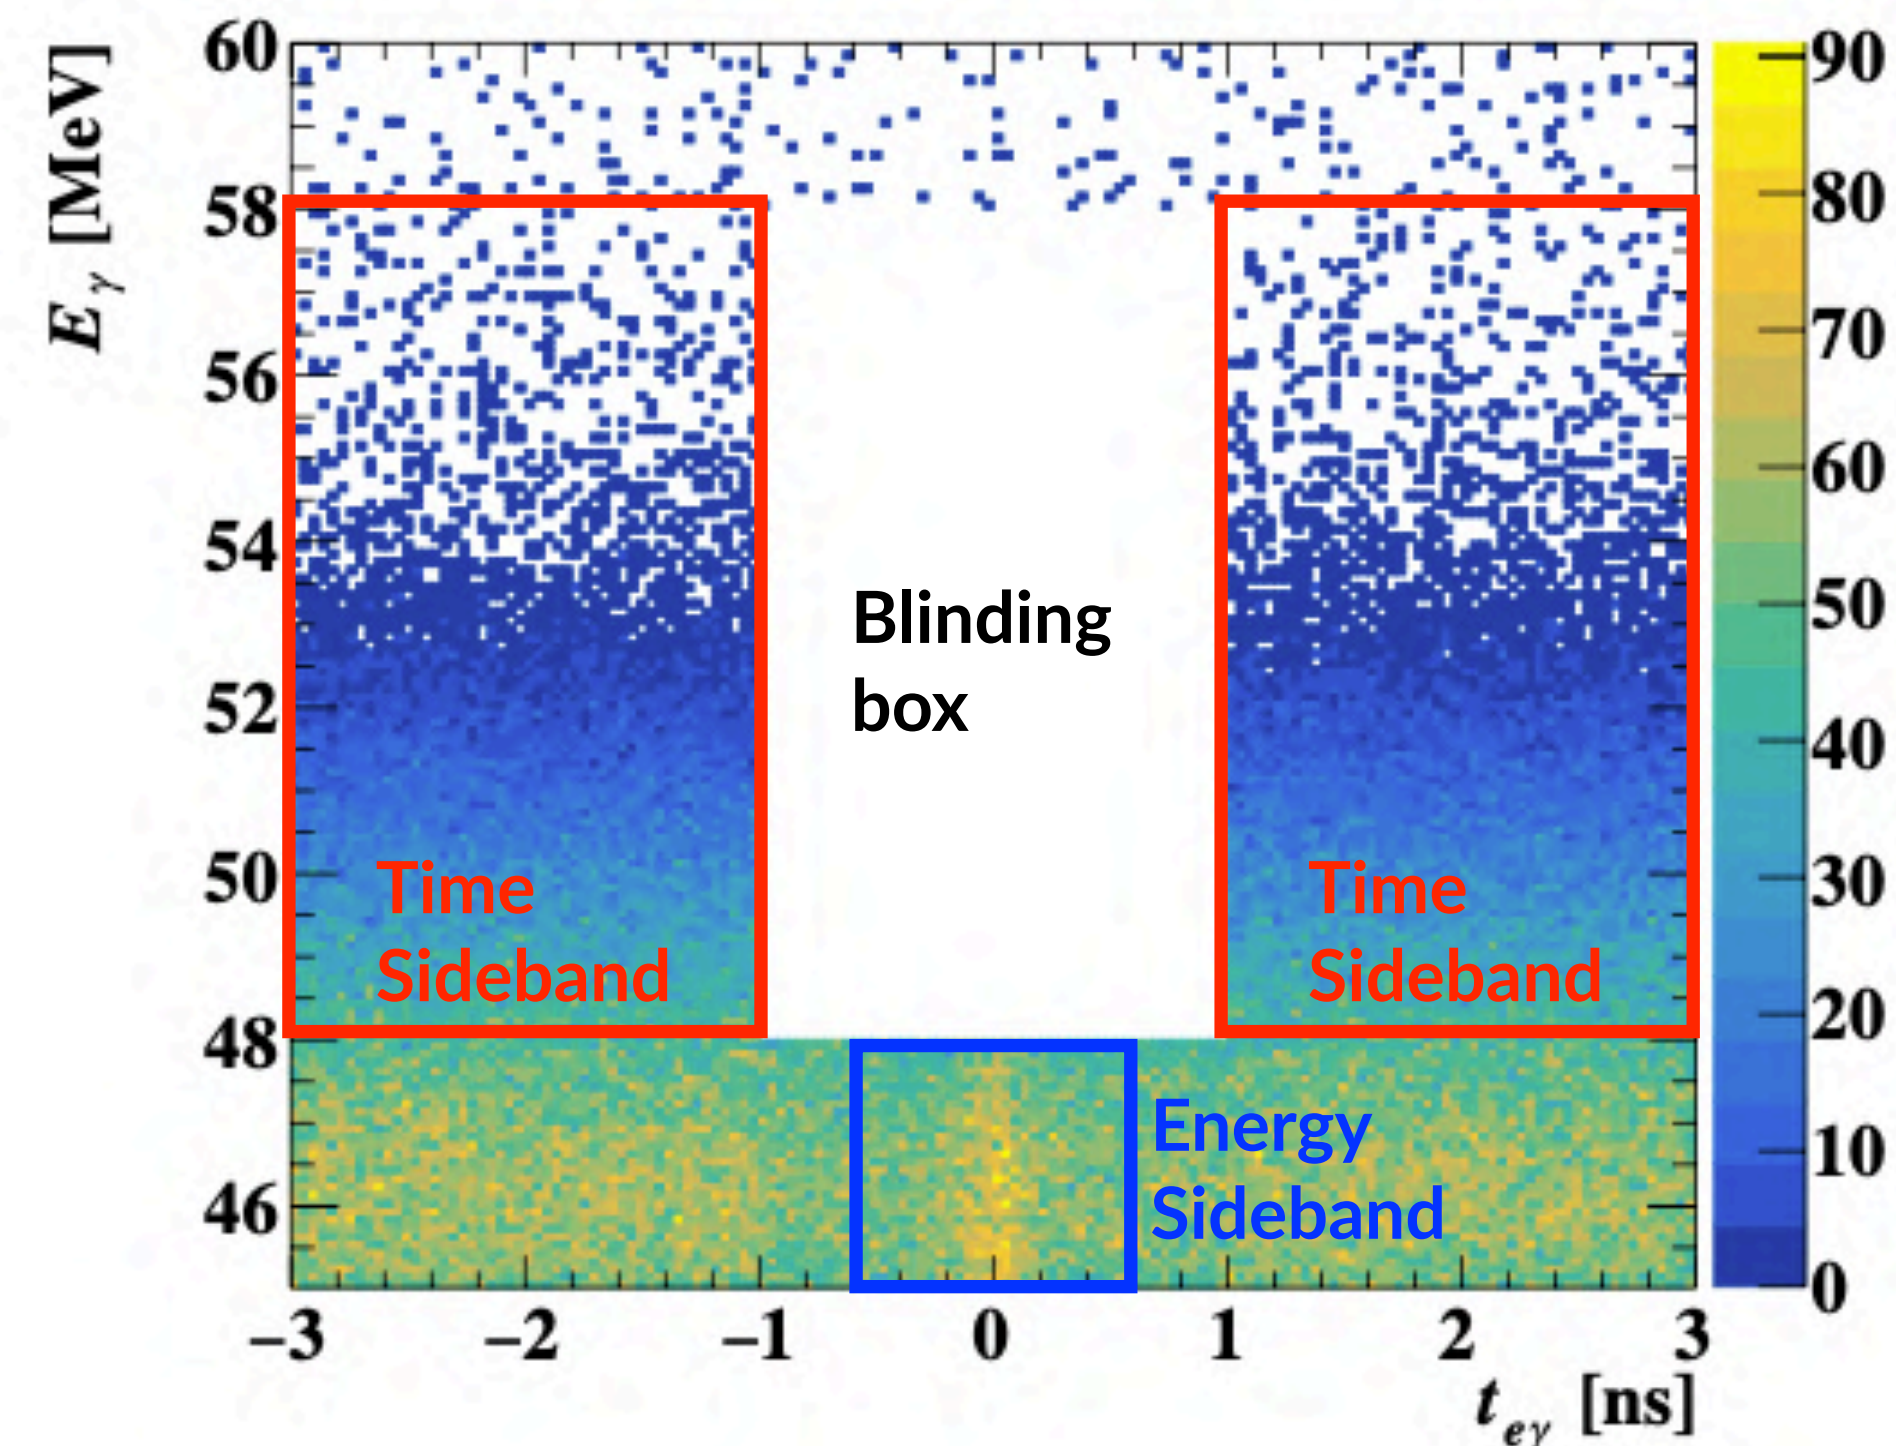 E_γ [MeV]
60
58
56
54
52
50
48
46
Blinding
box
Time
Sideband
Time
Sideband
Energy
Sideband
−3 −2 −1 0 1 2 3
t_eγ [ns]
90
80
70
60
50
40
30
20
10
0